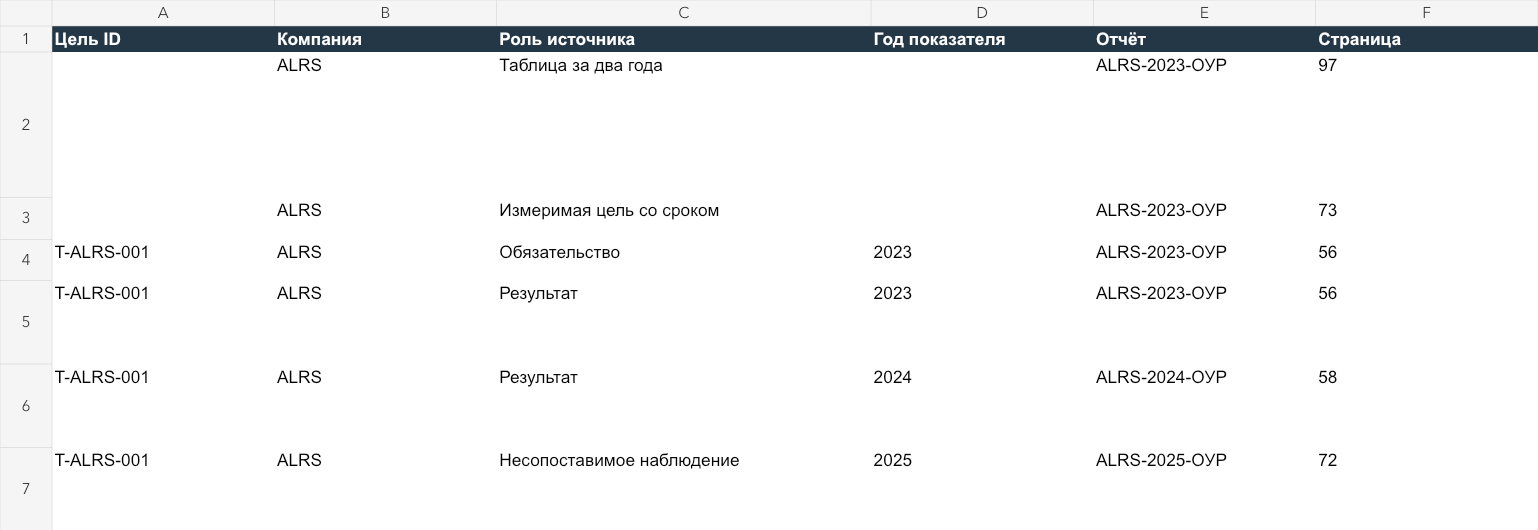 A B C D E F
1 Цель ID Компания Роль источника Год показателя Отчёт Страница
2 ALRS Таблица за два года ALRS-2023-ОУР 97
3 ALRS Измеримая цель со сроком ALRS-2023-ОУР 73
4 T-ALRS-001 ALRS Обязательство 2023 ALRS-2023-ОУР 56
5 T-ALRS-001 ALRS Результат 2023 ALRS-2023-ОУР 56
6 T-ALRS-001 ALRS Результат 2024 ALRS-2024-ОУР 58
7 T-ALRS-001 ALRS Несопоставимое наблюдение 2025 ALRS-2025-ОУР 72